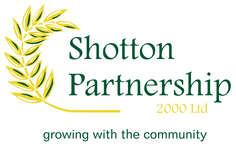 Shotton
Partnership
2000 Ltd
growing with the community